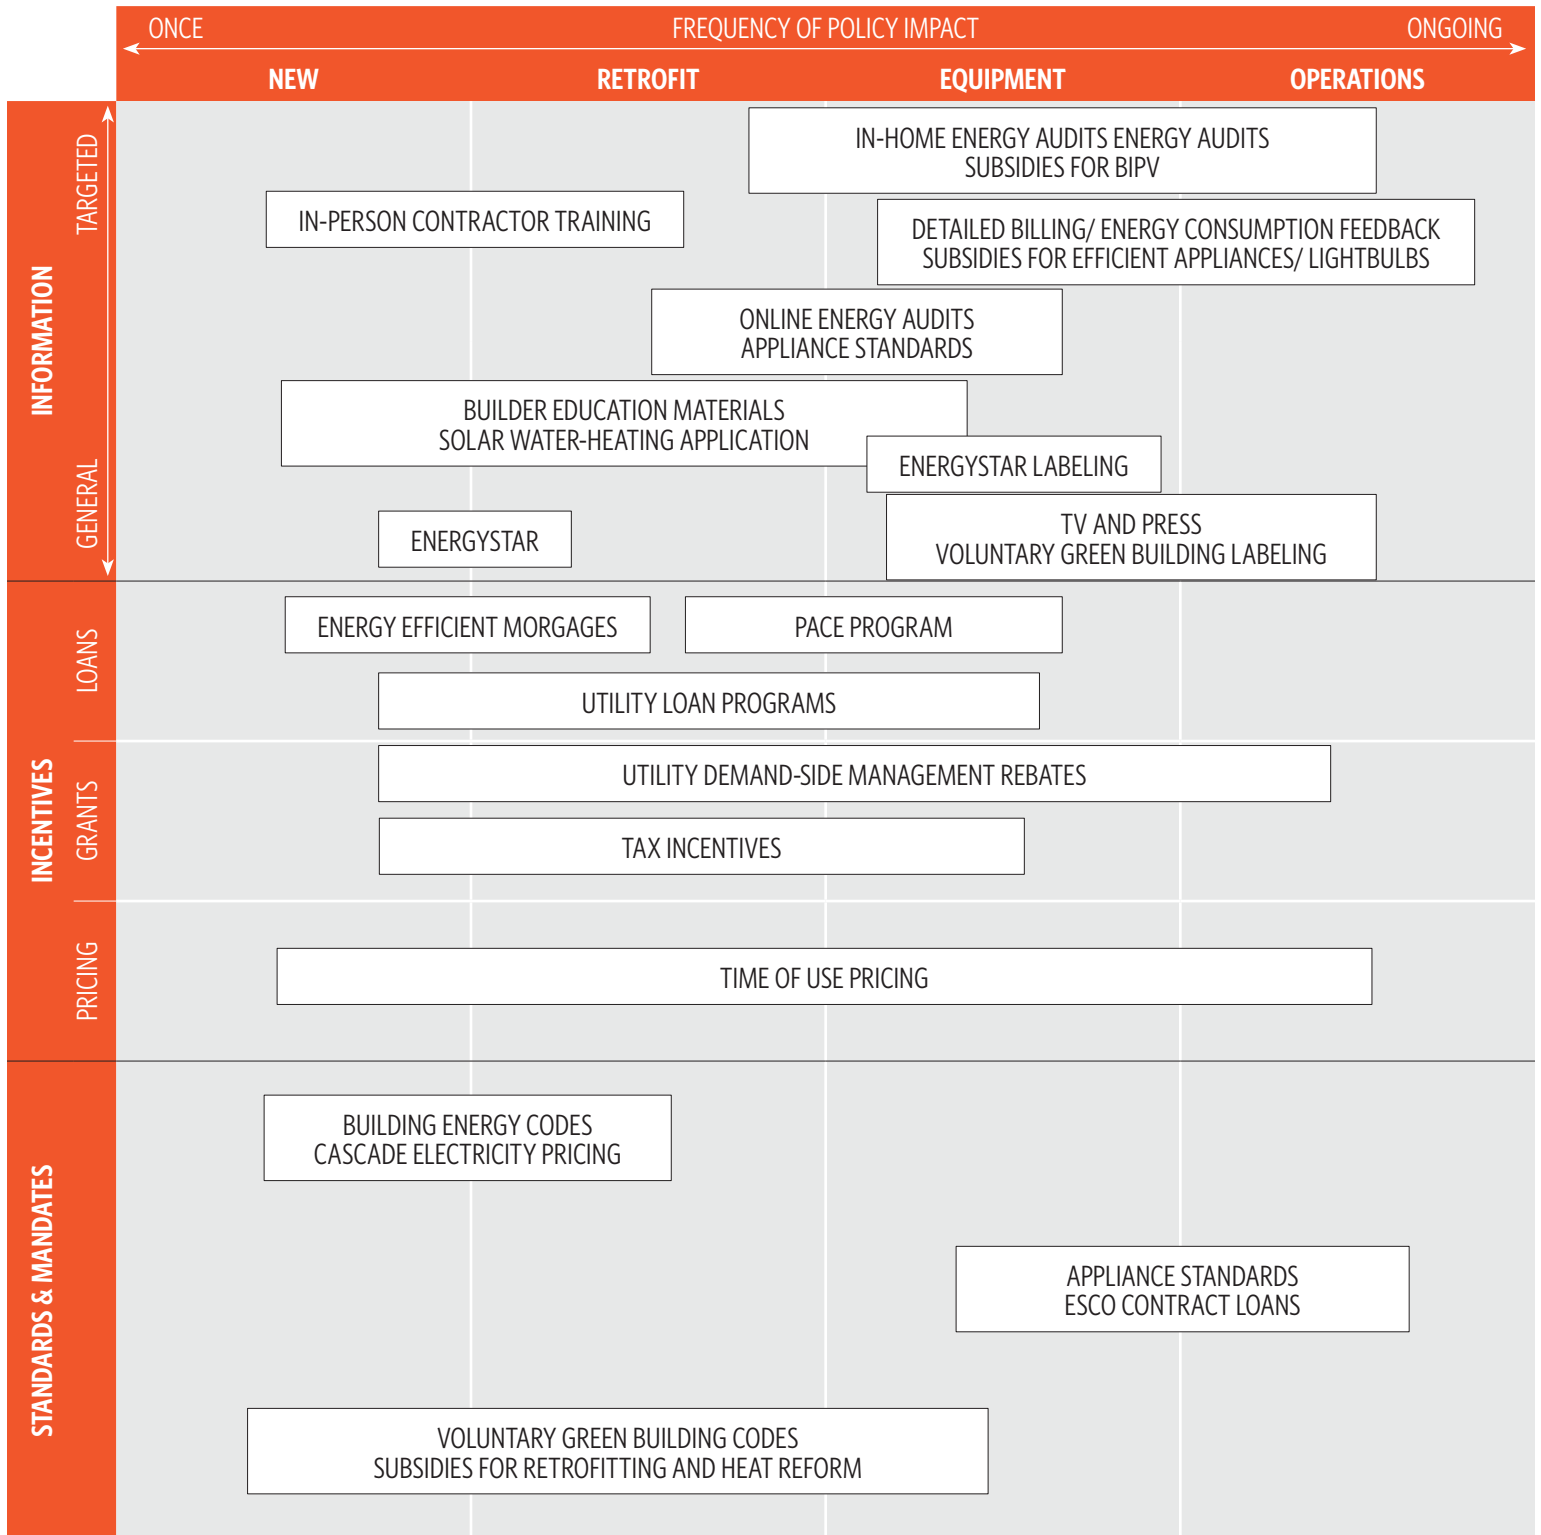 ONCE
FREQUENCY OF POLICY IMPACT
ONGOING
NEW
RETROFIT
EQUIPMENT
OPERATIONS
INFORMATION
TARGETED
GENERAL
IN-HOME ENERGY AUDITS ENERGY AUDITS
SUBSIDIES FOR BIPV
IN-PERSON CONTRACTOR TRAINING
DETAILED BILLING/ ENERGY CONSUMPTION FEEDBACK
SUBSIDIES FOR EFFICIENT APPLIANCES/ LIGHTBULBS
ONLINE ENERGY AUDITS
APPLIANCE STANDARDS
BUILDER EDUCATION MATERIALS
SOLAR WATER-HEATING APPLICATION
ENERGYSTAR LABELING
ENERGYSTAR
TV AND PRESS
VOLUNTARY GREEN BUILDING LABELING
INCENTIVES
LOANS
ENERGY EFFICIENT MORGAGES
PACE PROGRAM
UTILITY LOAN PROGRAMS
GRANTS
UTILITY DEMAND-SIDE MANAGEMENT REBATES
TAX INCENTIVES
PRICING
TIME OF USE PRICING
STANDARDS & MANDATES
BUILDING ENERGY CODES
CASCADE ELECTRICITY PRICING
APPLIANCE STANDARDS
ESCO CONTRACT LOANS
VOLUNTARY GREEN BUILDING CODES
SUBSIDIES FOR RETROFITTING AND HEAT REFORM